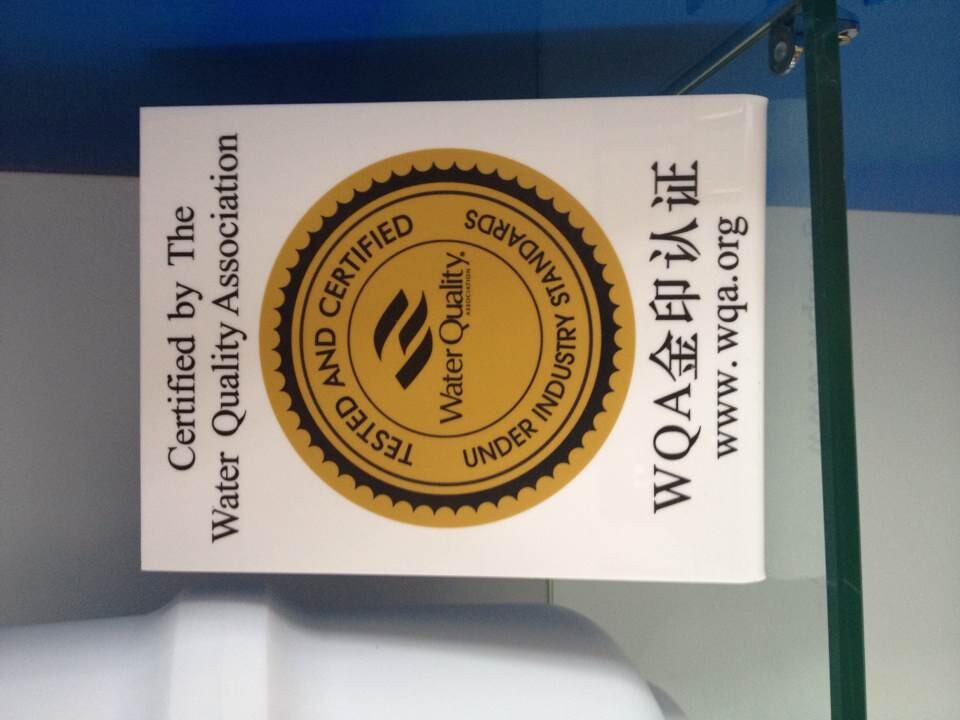 Certified by The
Water Quality Association
TESTED AND CERTIFIED
Water Quality®
ASSOCIATION
UNDER INDUSTRY STANDARDS
WQA金印认证
www.wqa.org